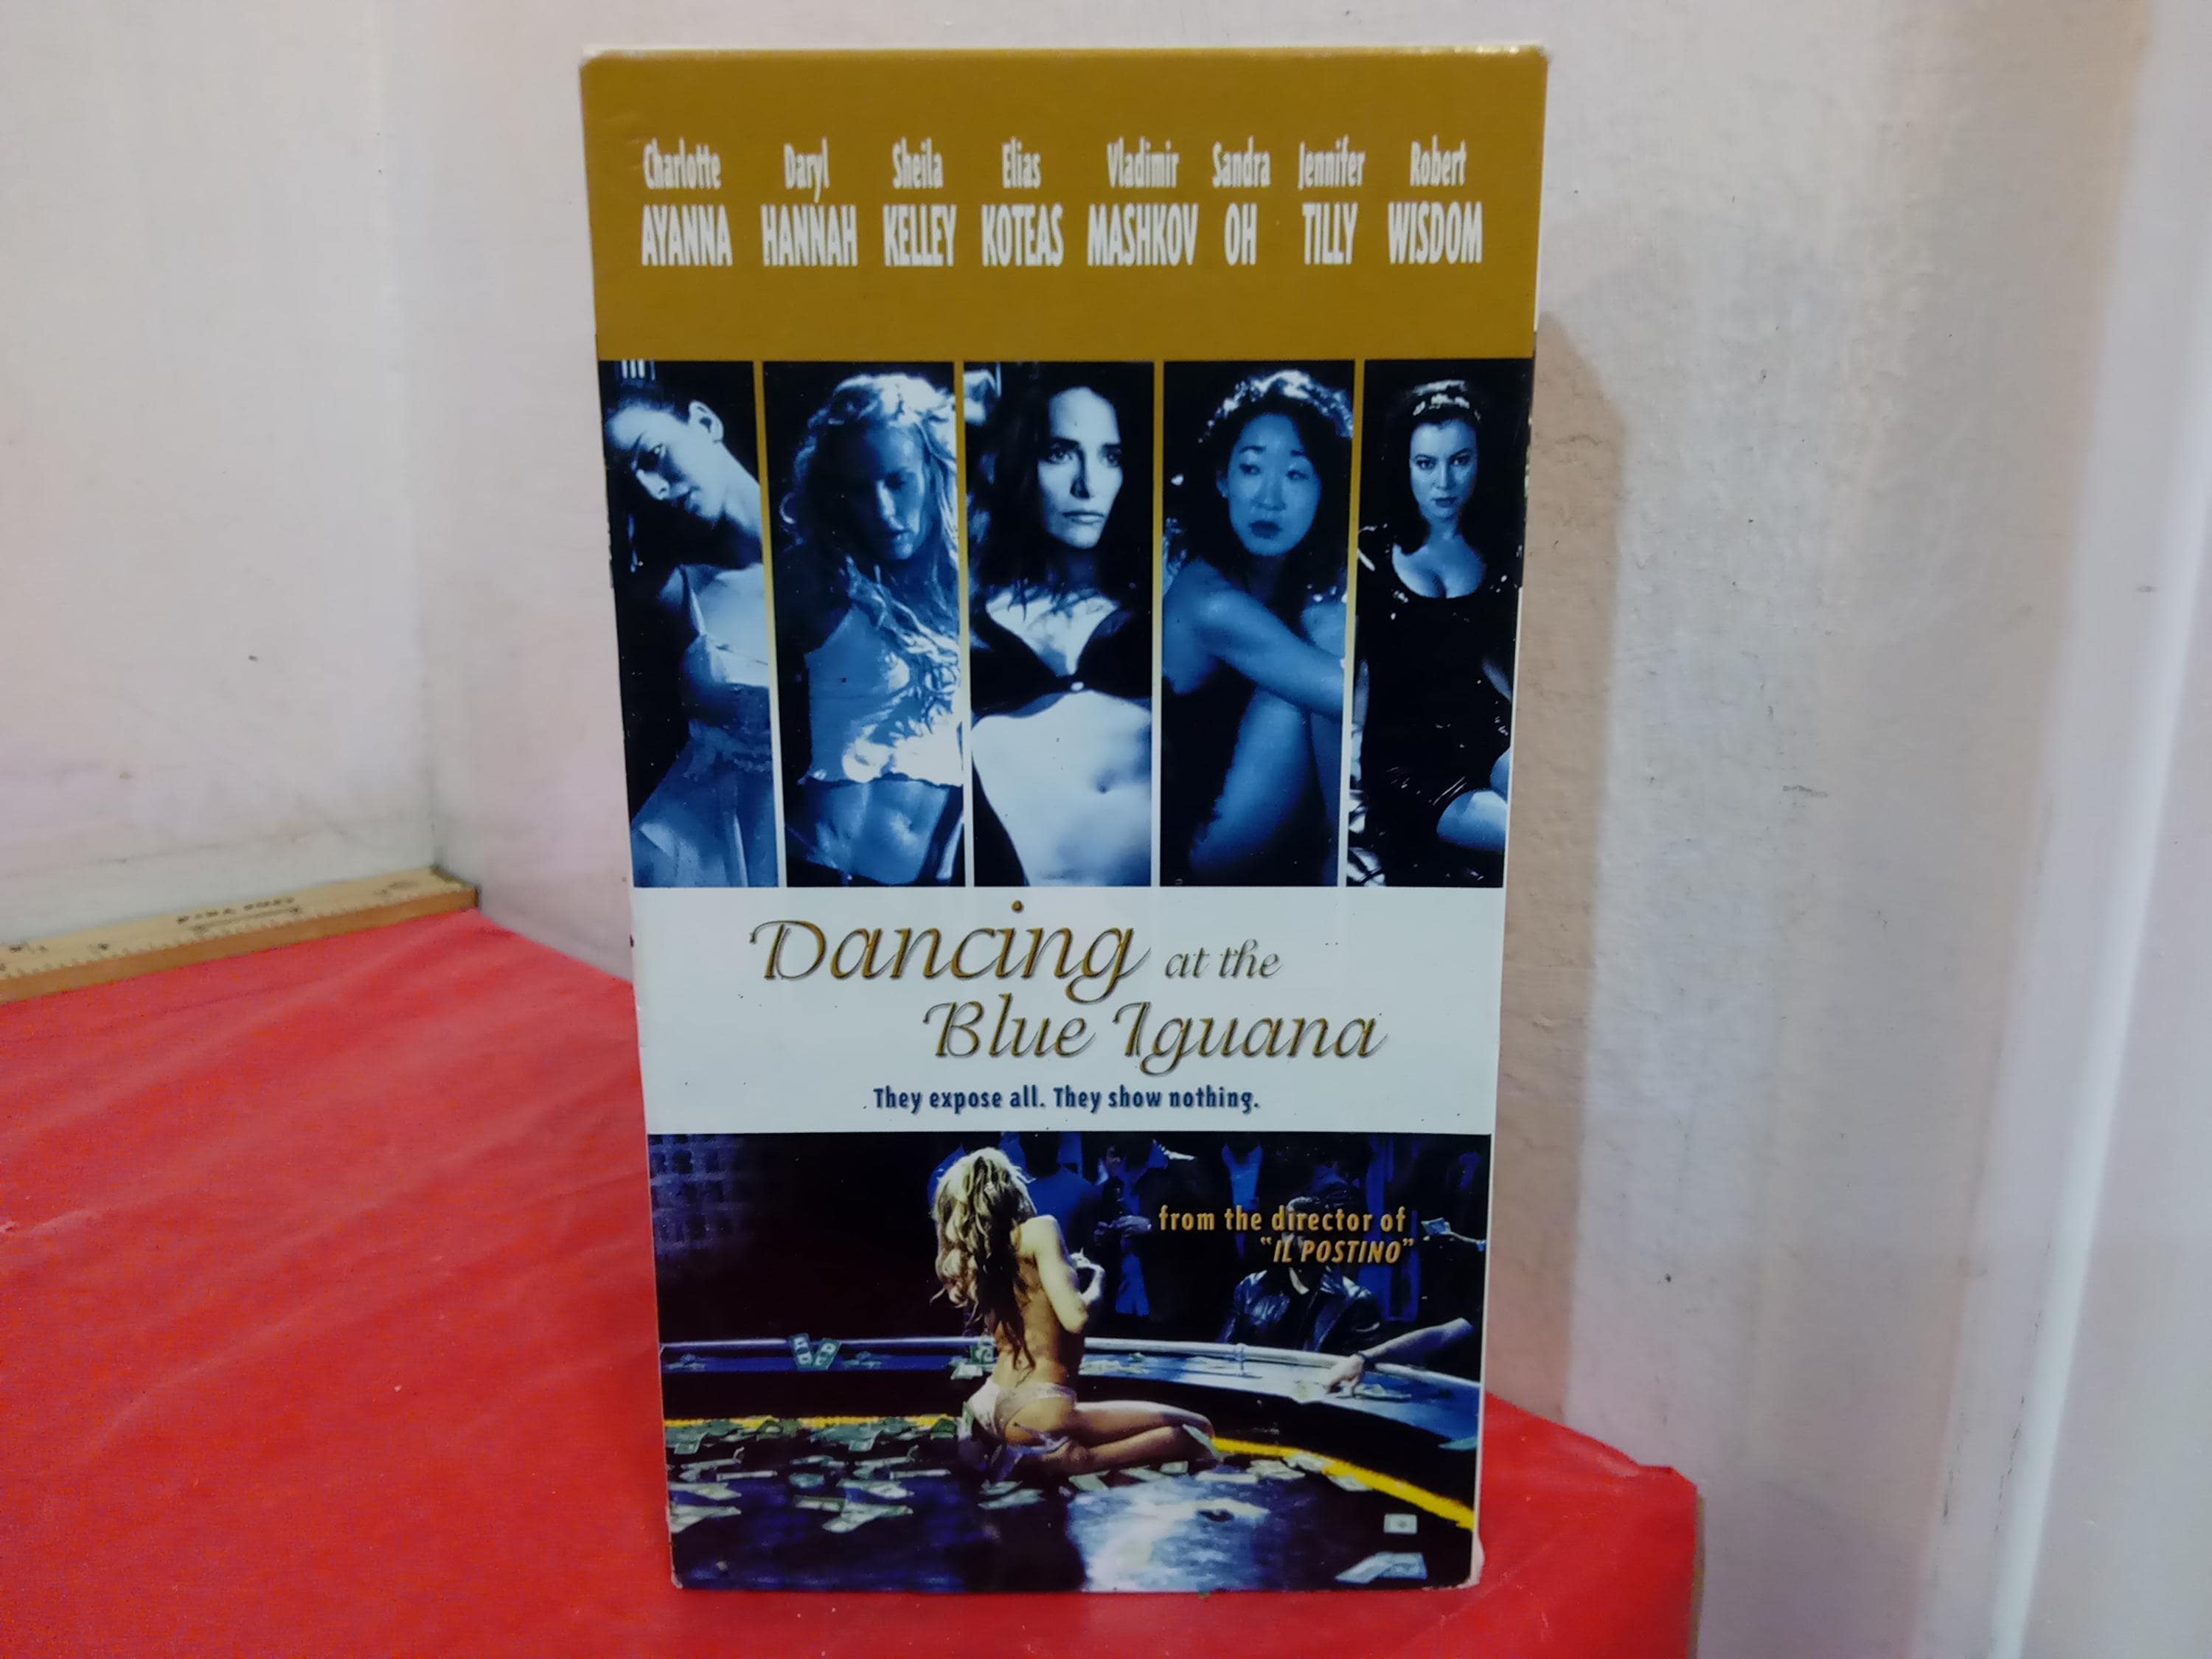 Charlotte Daryl Sheila Elias Vladimir Sandra Jennifer Robert
AYANNA HANNAH KELLEY KOTEAS MASHKOV OH TILLY WISDOM
Dancing at the
Blue Iguana
They expose all. They show nothing.
from the director of
"IL POSTINO"